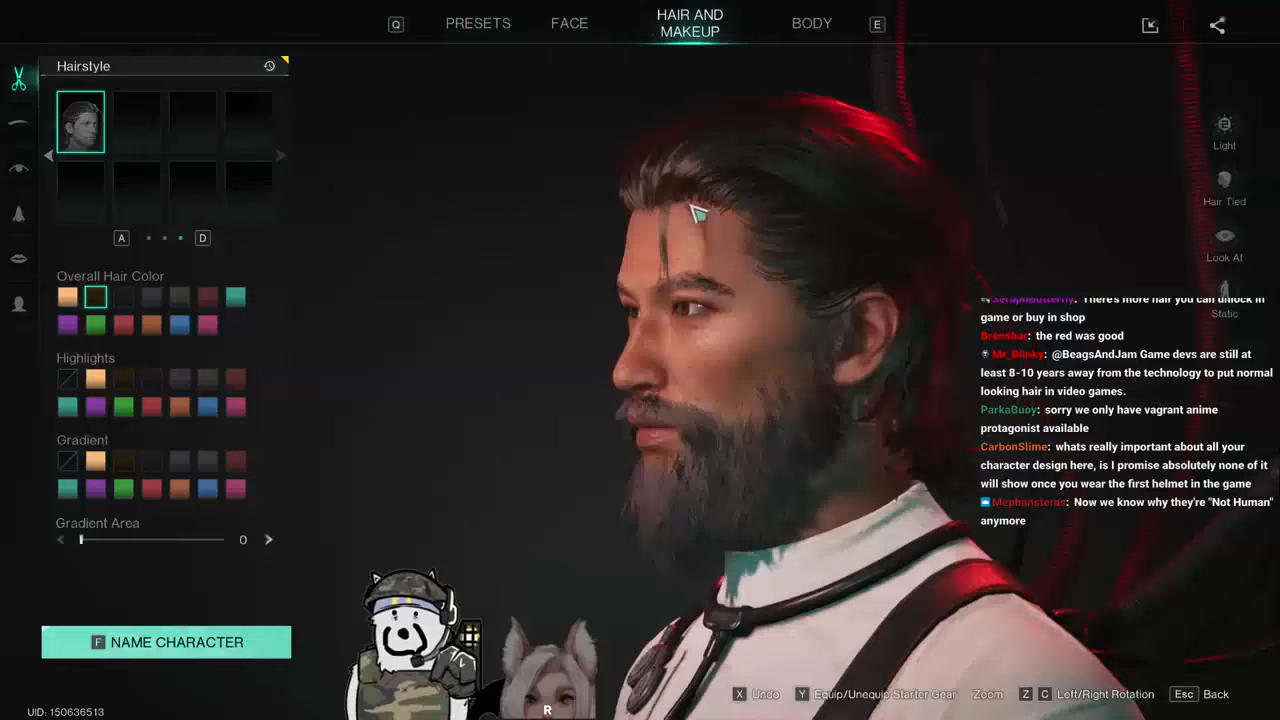 Q
PRESETS
FACE
HAIR AND
MAKEUP
BODY
E
Hairstyle
A
D
Overall Hair Color
Highlights
Gradient
Gradient Area
0
F NAME CHARACTER
UID: 150636513
Light
Hair Tied
Look At
Static
SeraphButterfly: There's more hair you can unlock in
game or buy in shop
Brenshar: the red was good
Mr_Blinky: @BeagsAndJam Game devs are still at
least 8-10 years away from the technology to put normal
looking hair in video games.
ParkaBuoy: sorry we only have vagrant anime
protagonist available
CarbonSlime: whats really important about all your
character design here, is I promise absolutely none of it
will show once you wear the first helmet in the game
Mephansteras: Now we know why they're "Not Human"
anymore
R
X Undo
Y Equip/Unequip Starter Gear
Zoom
Z C Left/Right Rotation
Esc Back